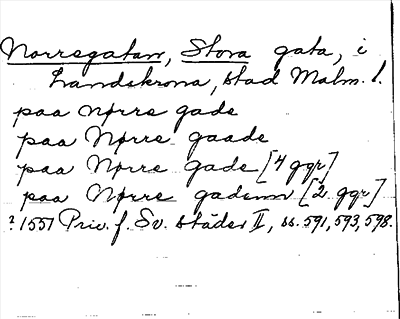 Norregatan, Stora gata, i
Landskrona, stad Malm. l.
paa nørre gade
paa Nørre gaade
paa Nørre gade [4 ggr]
paa Nørre gadenn [2 ggr]
? 1551 Priv. f. Sv. städer II, ss. 591, 593, 598.